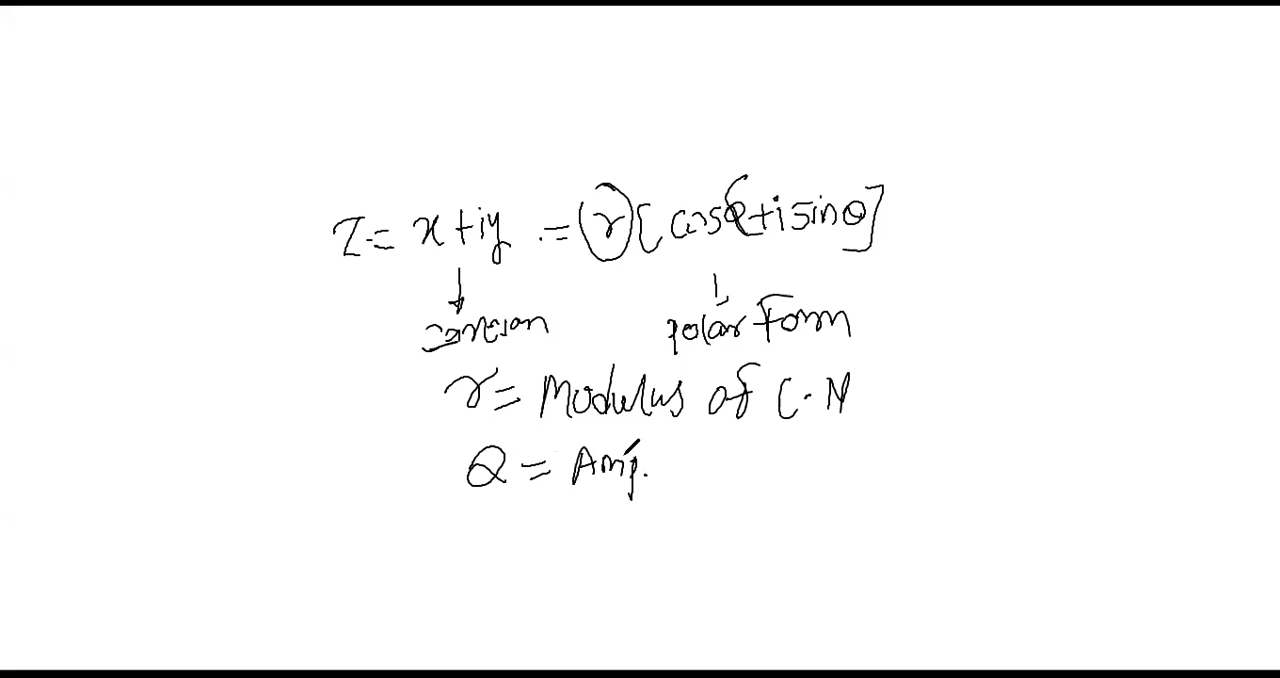 Z = x + iy = r [cosθ + i sinθ]
cartesian polar Form
r = Modulus of C.N
θ = Amp.